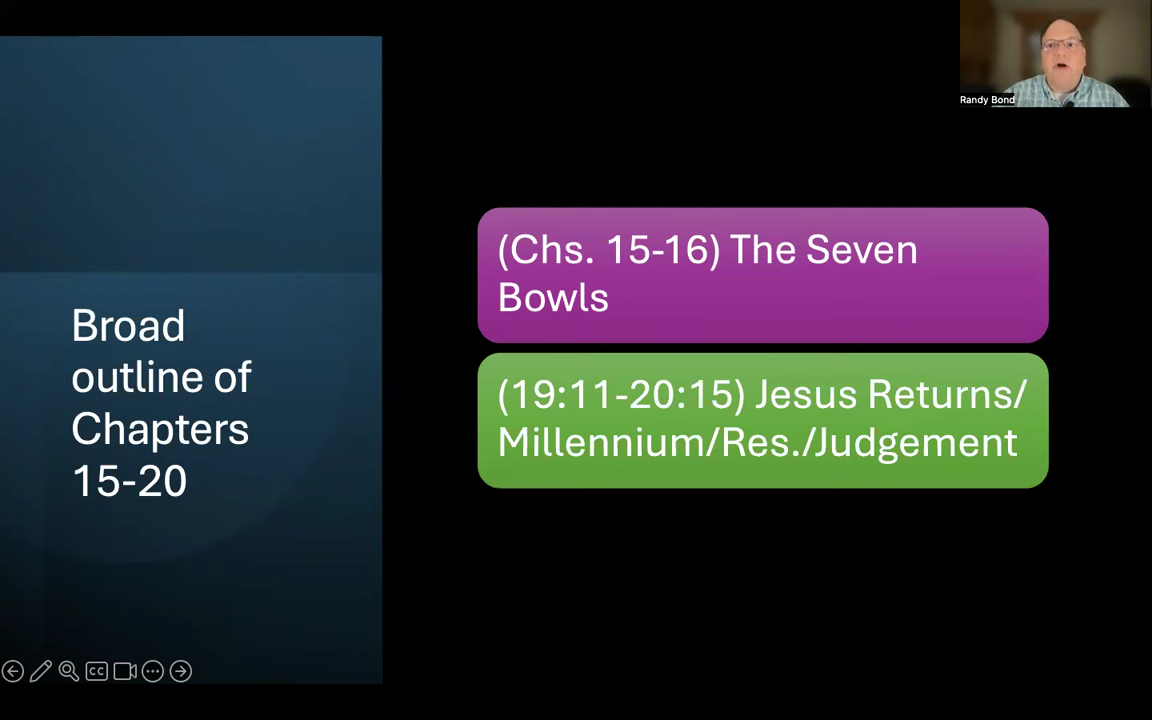 Randy Bond
(Chs. 15-16) The Seven
Bowls
Broad
outline of
Chapters
15-20
(19:11-20:15) Jesus Returns/
Millennium/Res./Judgement
CC